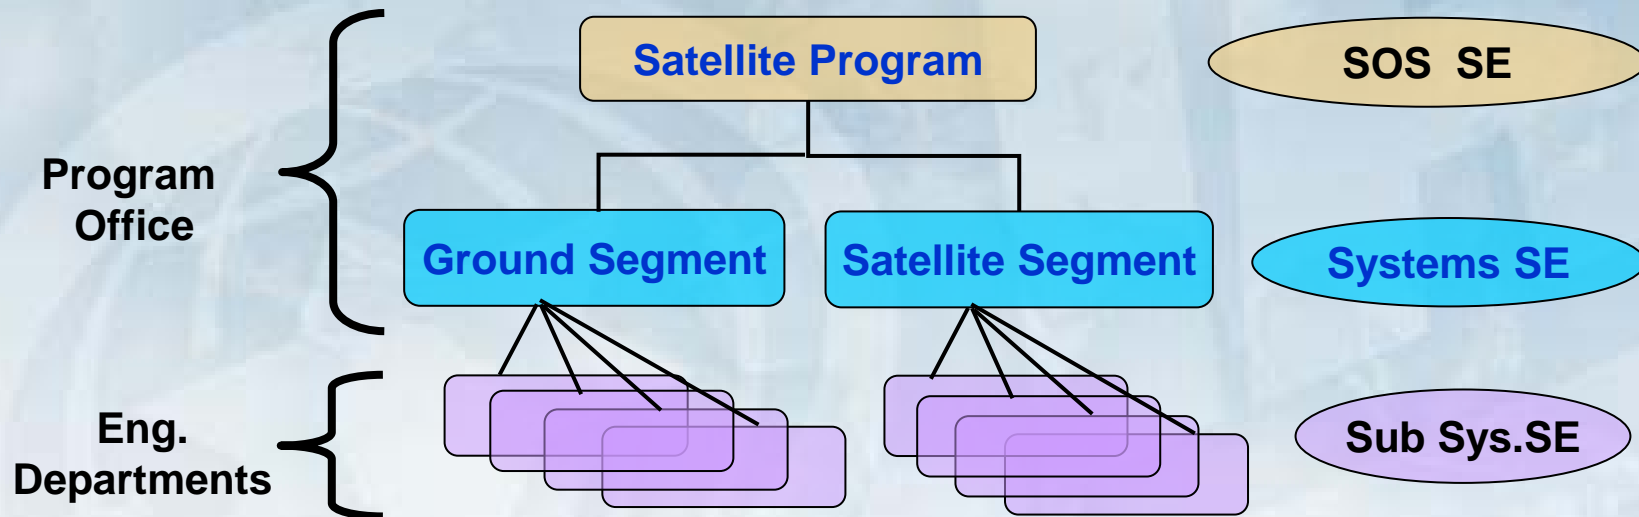 Satellite Program
SOS  SE
Program
Office
Ground Segment
Satellite Segment
Systems SE
Eng.
Departments
Sub Sys.SE